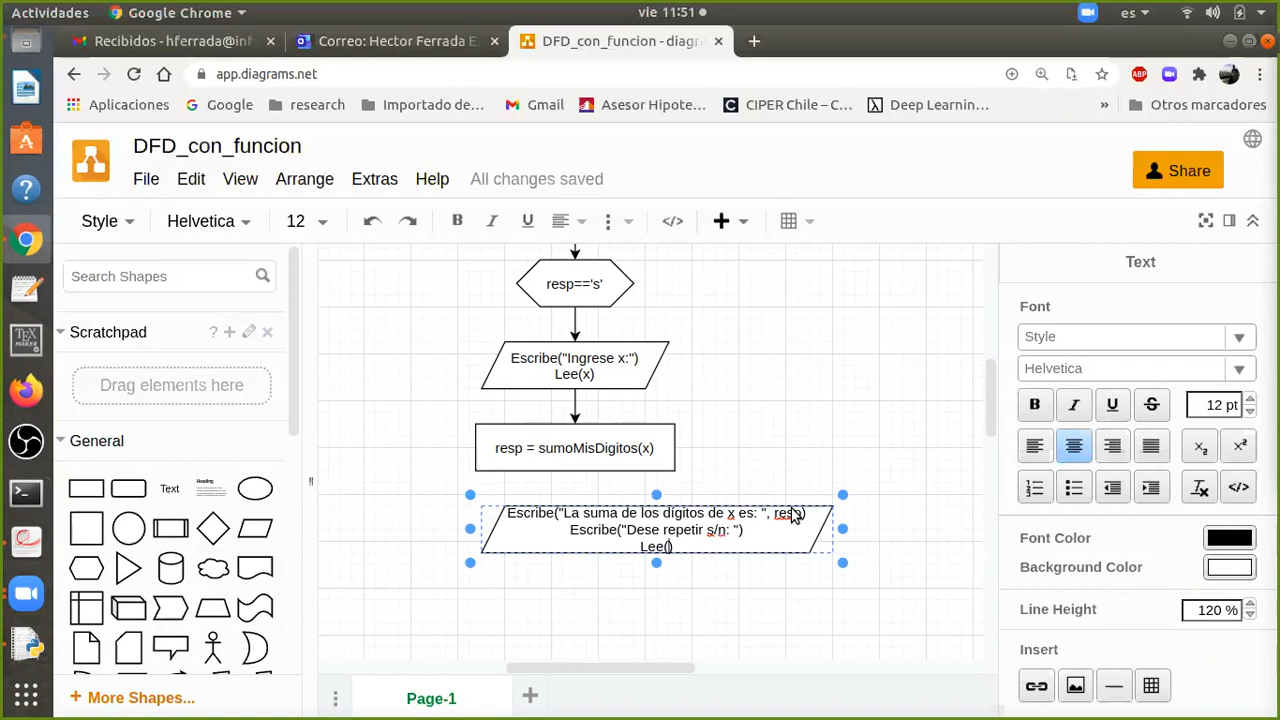 Actividades
Google Chrome
vie 11:51
es
Recibidos - hferrada@inf
Correo: Hector Ferrada E
DFD_con_funcion - diagra
app.diagrams.net
ABP
Aplicaciones
Google
research
Importado de...
Gmail
Asesor Hipote...
CIPER Chile – C...
Deep Learnin...
»
Otros marcadores
DFD_con_funcion
File
Edit
View
Arrange
Extras
Help
All changes saved
Share
Style
Helvetica
12
B
I
U
</>
Search Shapes
Scratchpad
?
Drag elements here
General
Text
Heading
More Shapes...
resp=='s'
Escribe("Ingrese x:")
Lee(x)
resp = sumoMisDigitos(x)
Escribe("La suma de los digitos de x es: ", resp)
Escribe("Dese repetir s/n: ")
Lee()
Page-1
Text
Font
Style
Helvetica
B
I
U
S
12 pt
Font Color
Background Color
Line Height
120 %
Insert